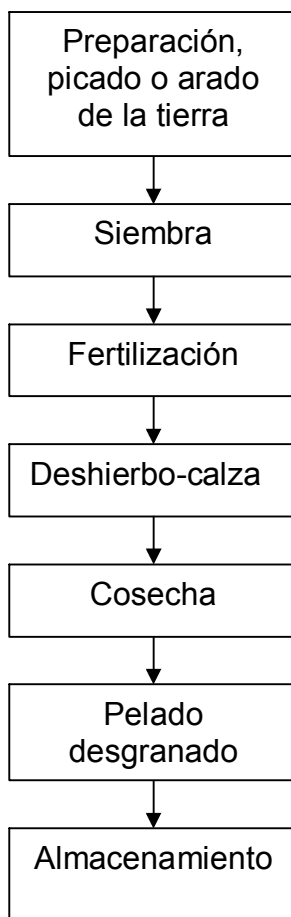 Preparación,
picado o arado
de la tierra
Siembra
Fertilización
Deshierbo-calza
Cosecha
Pelado
desgranado
Almacenamiento